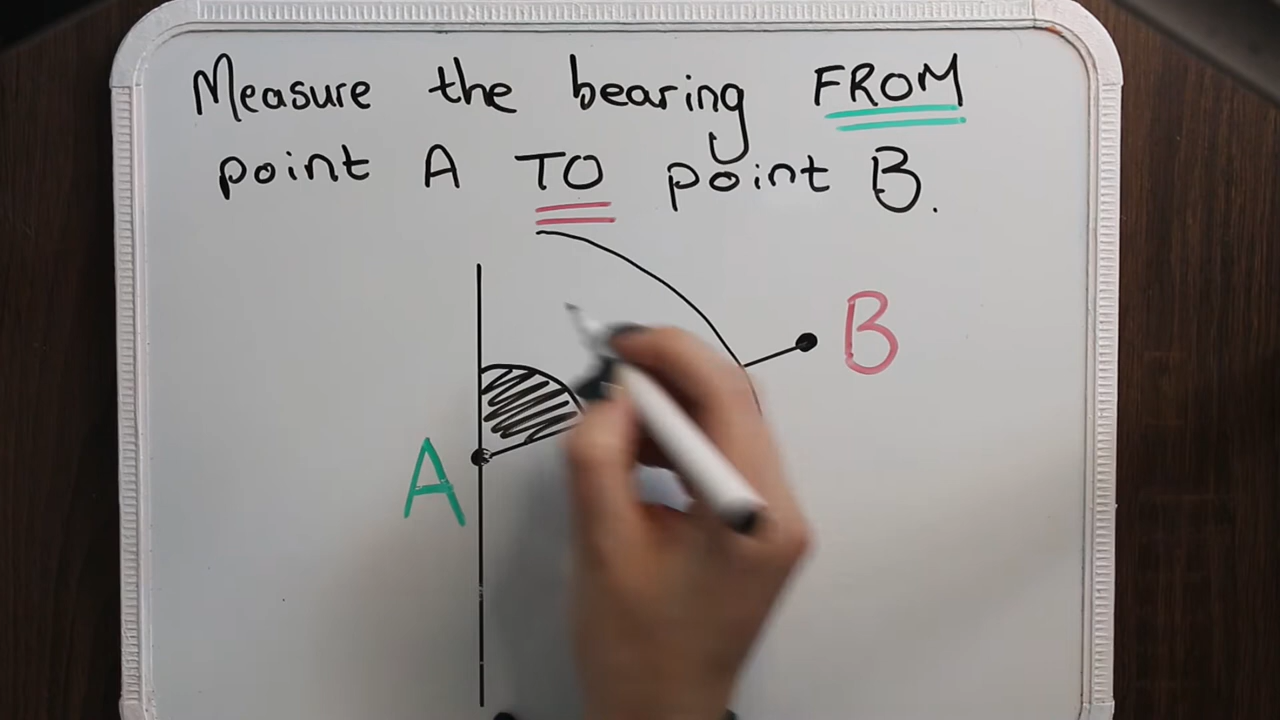 Measure the bearing FROM
point A TO point B.
B
A